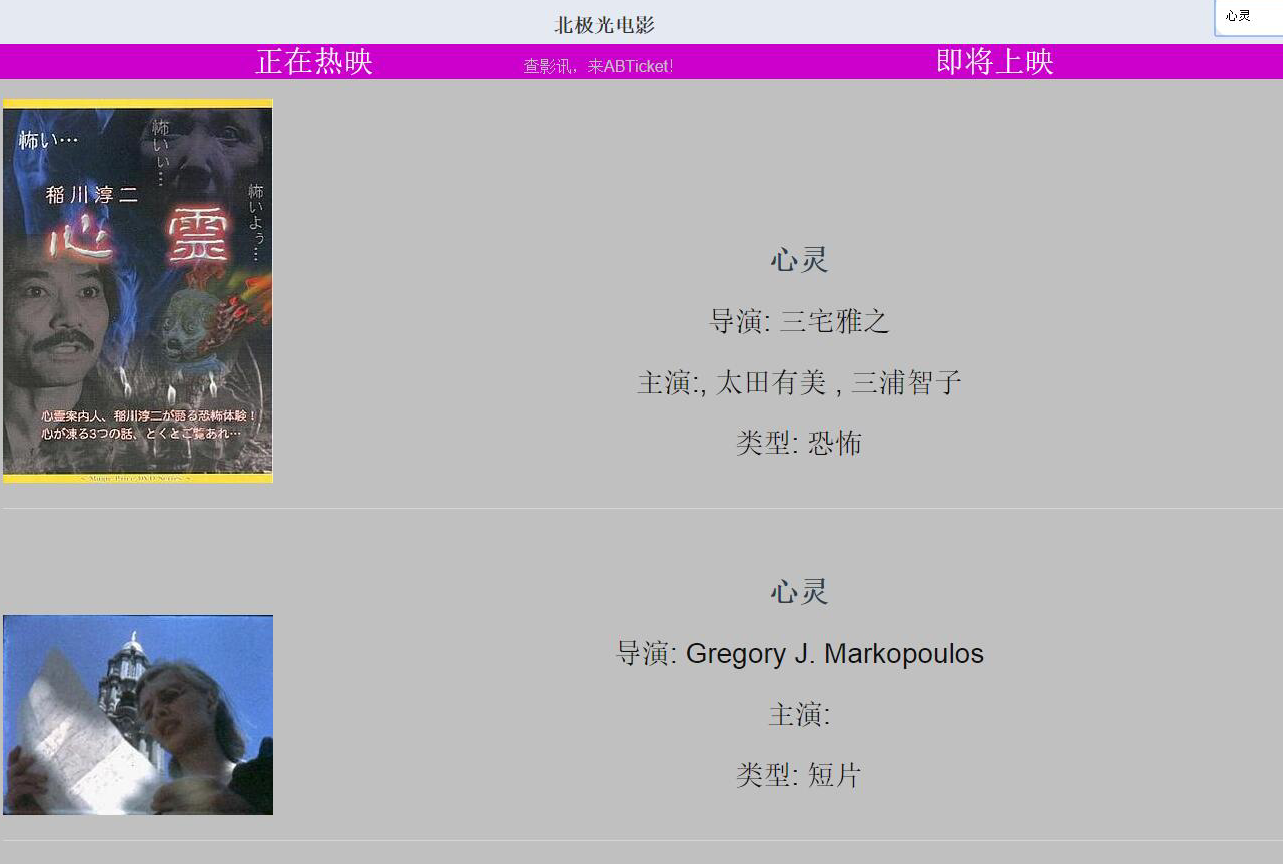 北极光电影
心灵
正在热映
查影讯，来ABTicket!
即将上映
怖い…
怖いい…
怖いよぅ…
稲川淳二
心霊
心霊案内人、稲川淳二が語る恐怖体験！
心が凍る3つの話、とくとご覧あれ…
~ Magic Price DVD Series ~
心灵
导演: 三宅雅之
主演:, 太田有美 , 三浦智子
类型: 恐怖
心灵
导演: Gregory J. Markopoulos
主演:
类型: 短片